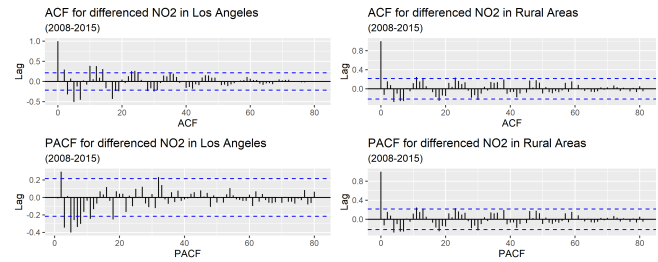 ACF for differenced NO2 in Los Angeles
(2008-2015)
1.0
0.5
0.0
-0.5
Lag
0 20 40 60 80
ACF
ACF for differenced NO2 in Rural Areas
(2008-2015)
0.8
0.4
0.0
Lag
0 20 40 60 80
ACF
PACF for differenced NO2 in Los Angeles
(2008-2015)
0.2
0.0
-0.2
-0.4
Lag
0 20 40 60 80
PACF
PACF for differenced NO2 in Rural Areas
(2008-2015)
0.8
0.4
0.0
Lag
0 20 40 60 80
PACF